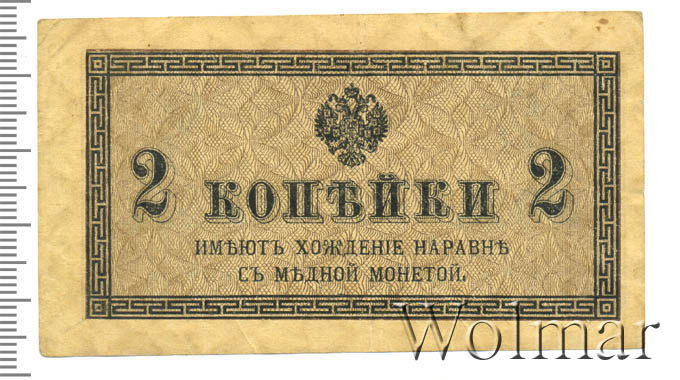 2 КОПѢЙКИ 2
ИМѢЮТЪ ХОЖДЕНІЕ НАРАВНѢ
СЪ МѢДНОЙ МОНЕТОЙ.
Wolmar